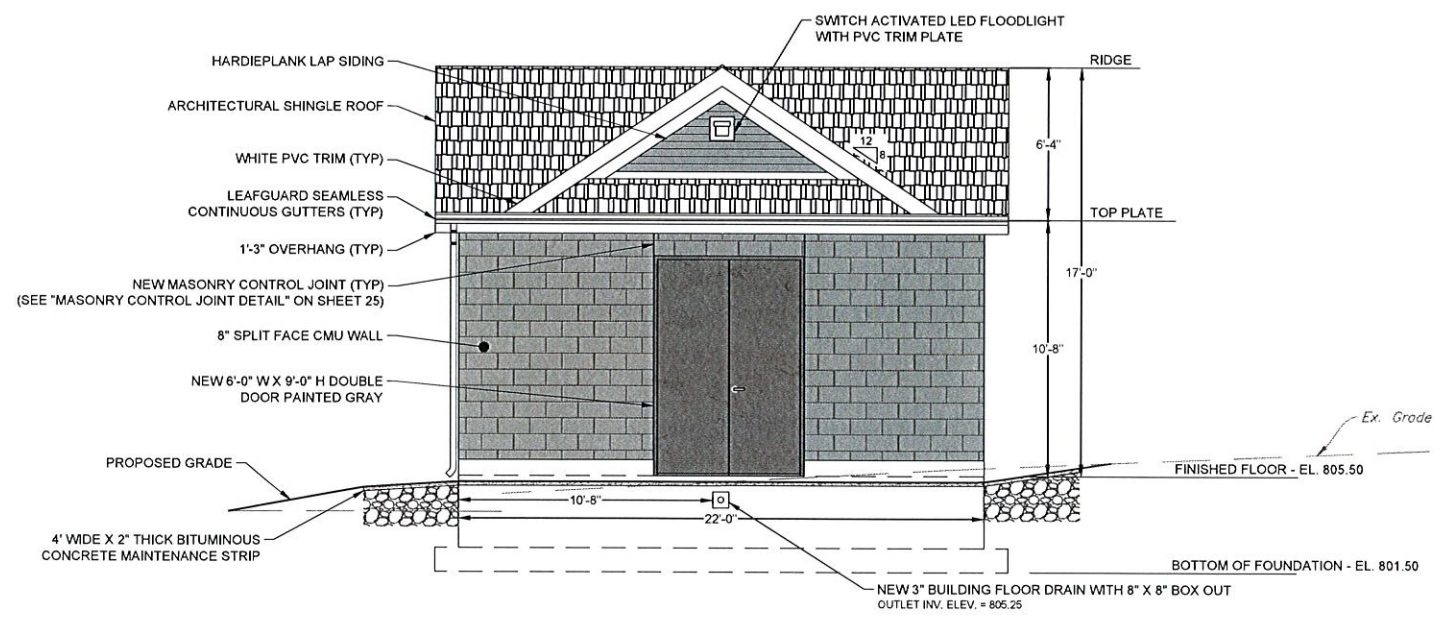 SWITCH ACTIVATED LED FLOODLIGHT
WITH PVC TRIM PLATE
HARDIEPLANK LAP SIDING
RIDGE
ARCHITECTURAL SHINGLE ROOF
12
8
6'-4"
WHITE PVC TRIM (TYP)
LEAFGUARD SEAMLESS
CONTINUOUS GUTTERS (TYP)
TOP PLATE
1'-3" OVERHANG (TYP)
NEW MASONRY CONTROL JOINT (TYP)
(SEE "MASONRY CONTROL JOINT DETAIL" ON SHEET 25)
17'-0"
8" SPLIT FACE CMU WALL
10'-8"
NEW 6'-0" W X 9'-0" H DOUBLE
DOOR PAINTED GRAY
Ex. Grade
PROPOSED GRADE
FINISHED FLOOR - EL. 805.50
10'-8"
22'-0"
4' WIDE X 2" THICK BITUMINOUS
CONCRETE MAINTENANCE STRIP
BOTTOM OF FOUNDATION - EL. 801.50
NEW 3" BUILDING FLOOR DRAIN WITH 8" X 8" BOX OUT
OUTLET INV. ELEV. = 805.25